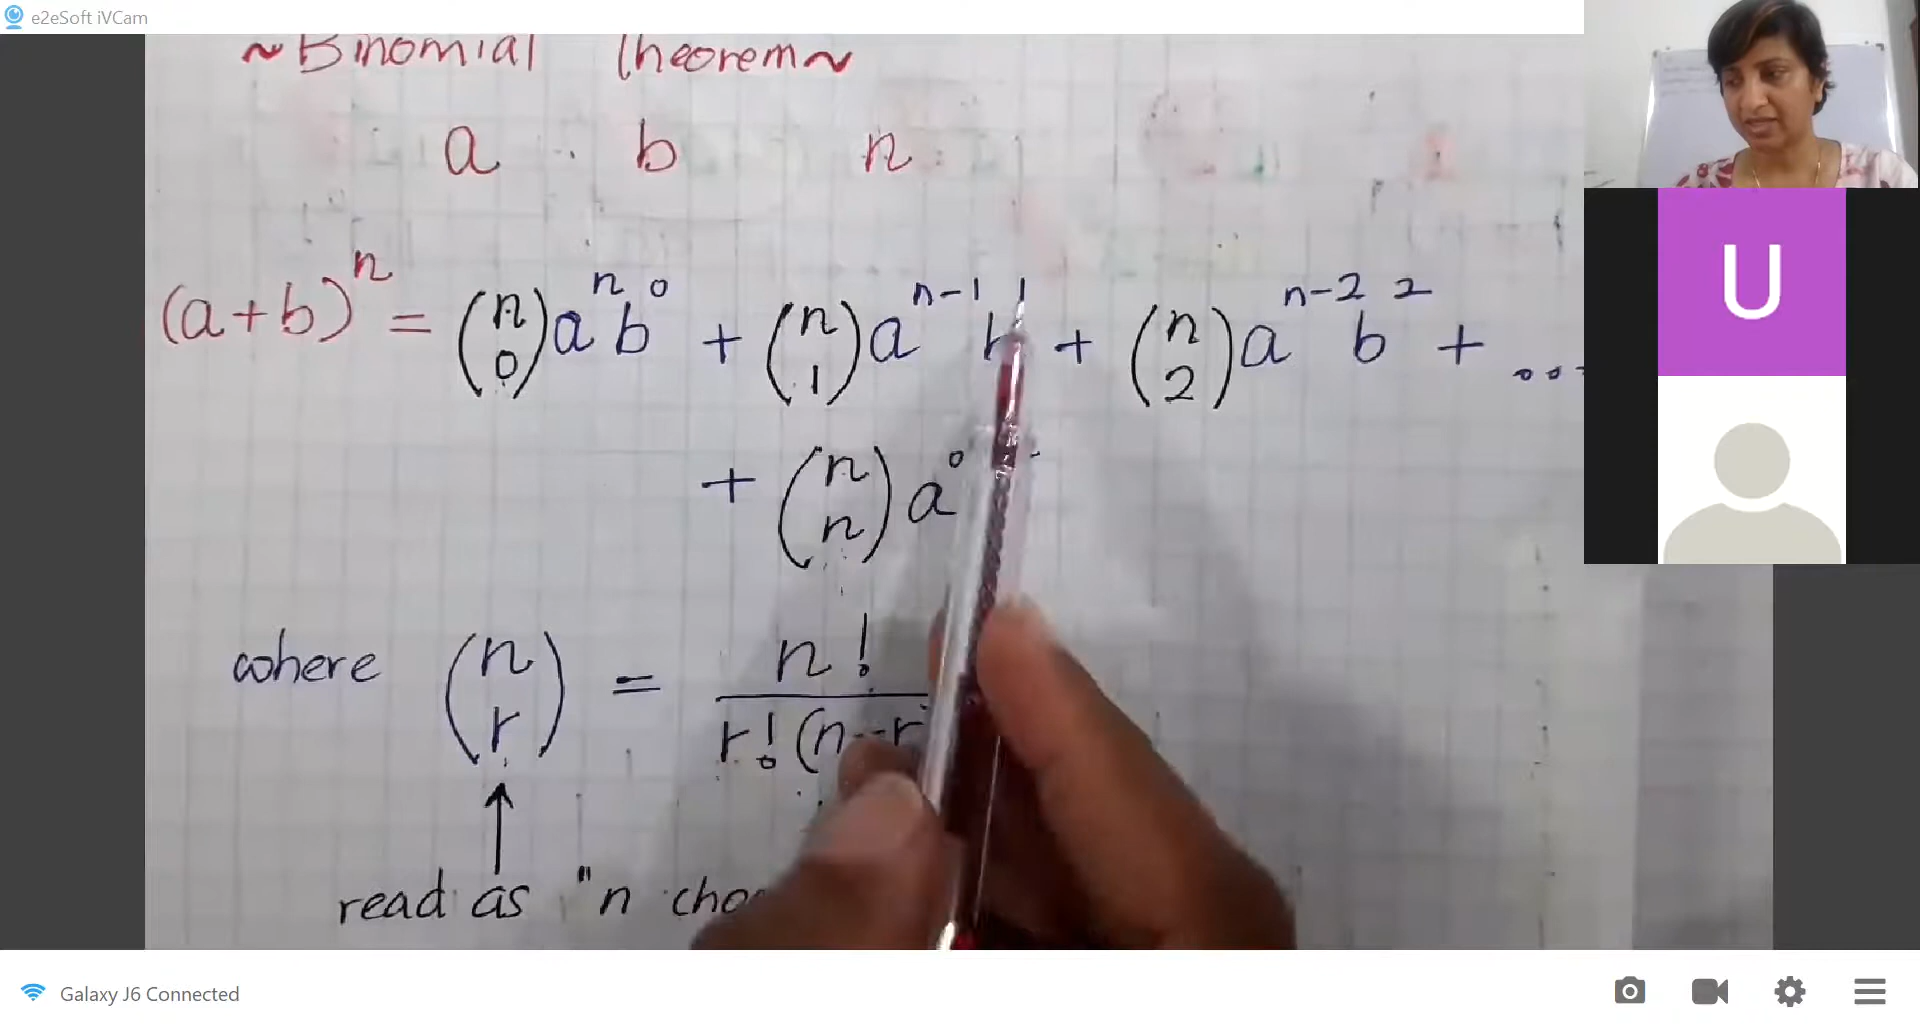 e2eSoft iVCam
~Binomial Theorem~
a b n
(a+b)^n = (n 0) a^n b^0 + (n 1) a^(n-1) b^1 + (n 2) a^(n-2) b^2 + ...
+ (n n) a^0
where (n r) = n! / r!(n-r
read as "n cho
U
Galaxy J6 Connected